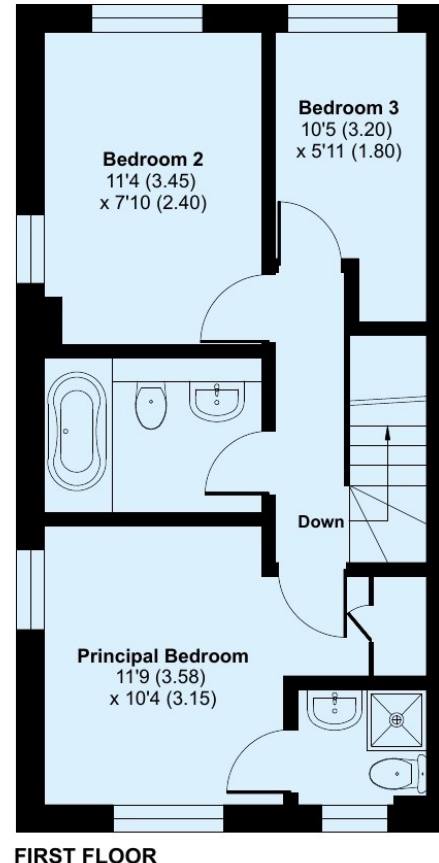 Bedroom 2
11'4 (3.45)
x 7'10 (2.40)
Bedroom 3
10'5 (3.20)
x 5'11 (1.80)
Down
Principal Bedroom
11'9 (3.58)
x 10'4 (3.15)
FIRST FLOOR